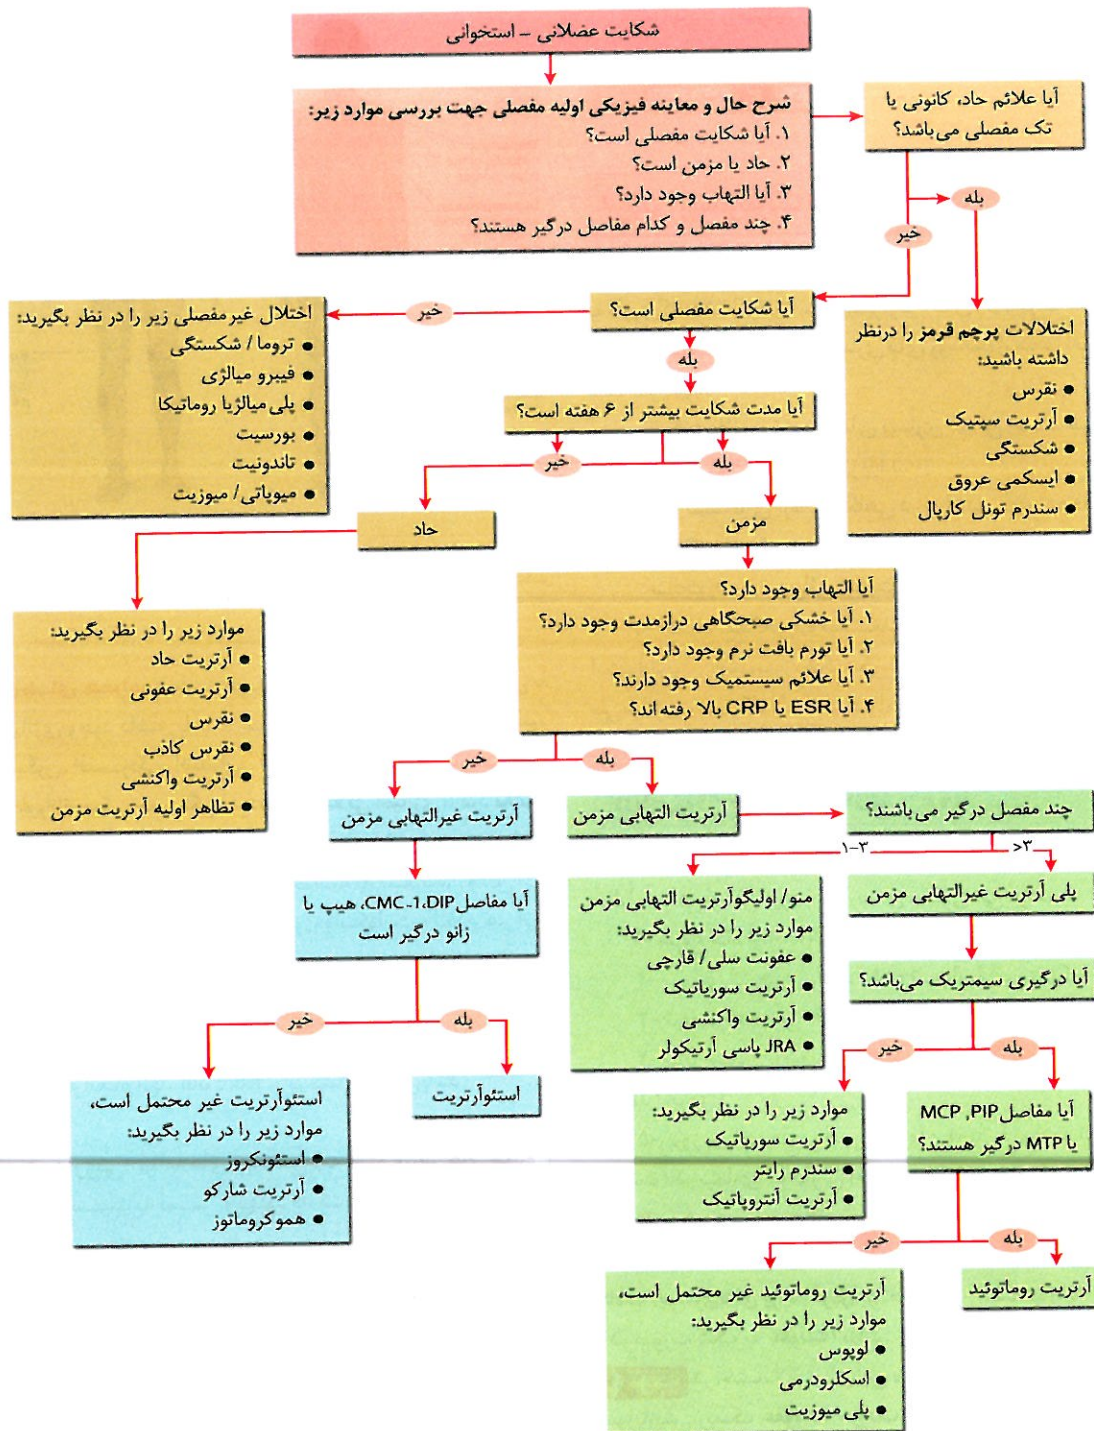 شکایت عضلانی – استخوانی
شرح حال و معاینه فیزیکی اولیه مفصلی جهت بررسی موارد زیر:
۱. آیا شکایت مفصلی است؟
۲. حاد یا مزمن است؟
۳. آیا التهاب وجود دارد؟
۴. چند مفصل و کدام مفاصل درگیر هستند؟
آیا علائم حاد، کانونی یا
تک مفصلی می‌باشد؟
بله
خیر
اختلالات پرچم قرمز را درنظر
داشته باشید:
● نقرس
● آرتریت سپتیک
● شکستگی
● ایسکمی عروق
● سندرم تونل کارپال
آیا شکایت مفصلی است؟
خیر
بله
اختلال غیرمفصلی زیر را در نظر بگیرید:
● تروما / شکستگی
● فیبرو میالژی
● پلی‌میالژیا روماتیکا
● بورسیت
● تاندونیت
● میوپاتی/ میوزیت
آیا مدت شکایت بیشتر از ۶ هفته است؟
بله
خیر
حاد
مزمن
موارد زیر را در نظر بگیرید:
● آرتریت حاد
● آرتریت عفونی
● نقرس
● نقرس کاذب
● آرتریت واکنشی
● تظاهر اولیه آرتریت مزمن
آیا التهاب وجود دارد؟
۱. آیا خشکی صبحگاهی درازمدت وجود دارد؟
۲. آیا تورم بافت نرم وجود دارد؟
۳. آیا علائم سیستمیک وجود دارند؟
۴. آیا ESR یا CRP بالا رفته اند؟
بله
خیر
آرتریت غیرالتهابی مزمن
آرتریت التهابی مزمن
چند مفصل درگیر می‌باشند؟
۱–۳
>۳
آیا مفاصل CMC-1،DIP، هیپ یا
زانو درگیر است
منو/ اولیگوآرتریت التهابی مزمن
موارد زیر را در نظر بگیرید:
● عفونت سلی/ قارچی
● آرتریت سوریاتیک
● آرتریت واکنشی
● JRA پاسی آرتیکولر
پلی آرتریت غیرالتهابی مزمن
آیا درگیری سیمتریک می‌باشد؟
بله
خیر
بله
خیر
استئوآرتریت
استئوآرتریت غیر محتمل است،
موارد زیر را در نظر بگیرید:
● استئونکروز
● آرتریت شارکو
● هموکروماتوز
موارد زیر را در نظر بگیرید:
● آرتریت سوریاتیک
● سندرم رایتر
● آرتریت آنتروپاتیک
آیا مفاصل MCP ,PIP
یا MTP درگیر هستند؟
بله
خیر
آرتریت روماتوئید
آرتریت روماتوئید غیر محتمل است،
موارد زیر را در نظر بگیرید:
● لوپوس
● اسکلرودرمی
● پلی میوزیت